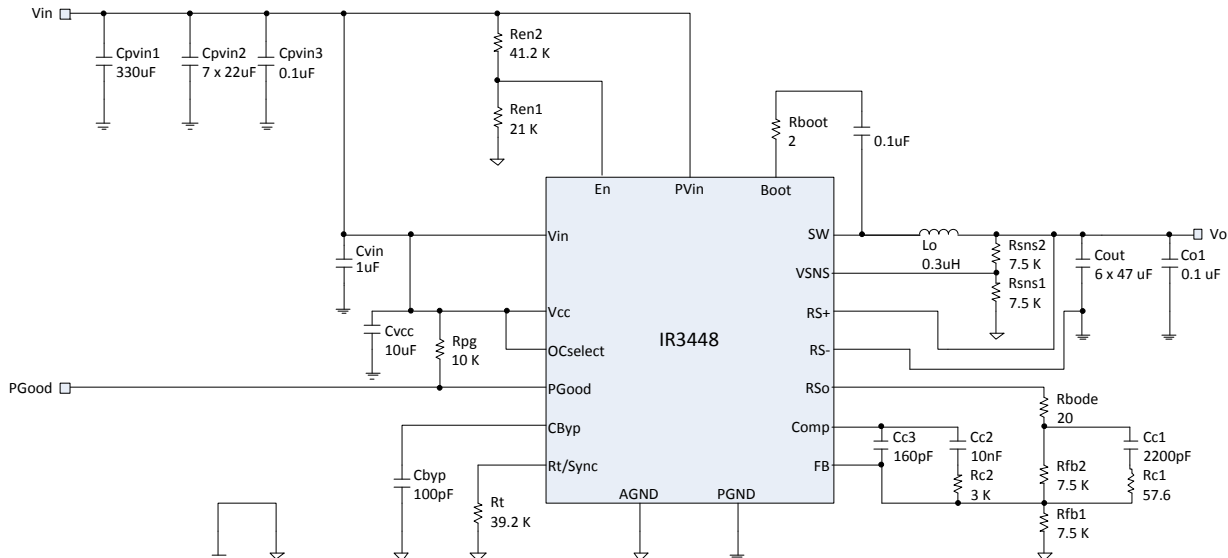 Vin
Cpvin1
330uF
Cpvin2
7 x 22uF
Cpvin3
0.1uF
Ren2
41.2 K
Ren1
21 K
Rboot
2
0.1uF
En
PVin
Boot
Vin
Cvin
1uF
SW
Lo
0.3uH
Rsns2
7.5 K
Vo
Cout
6 x 47 uF
Co1
0.1 uF
VSNS
Rsns1
7.5 K
Vcc
Cvcc
10uF
Rpg
10 K
OCselect
IR3448
RS+
RS-
PGood
PGood
RSo
Rbode
20
CByp
Cbyp
100pF
Comp
Cc3
160pF
Cc2
10nF
Rc2
3 K
Cc1
2200pF
Rc1
57.6
Rfb2
7.5 K
Rt/Sync
Rt
39.2 K
FB
Rfb1
7.5 K
AGND
PGND